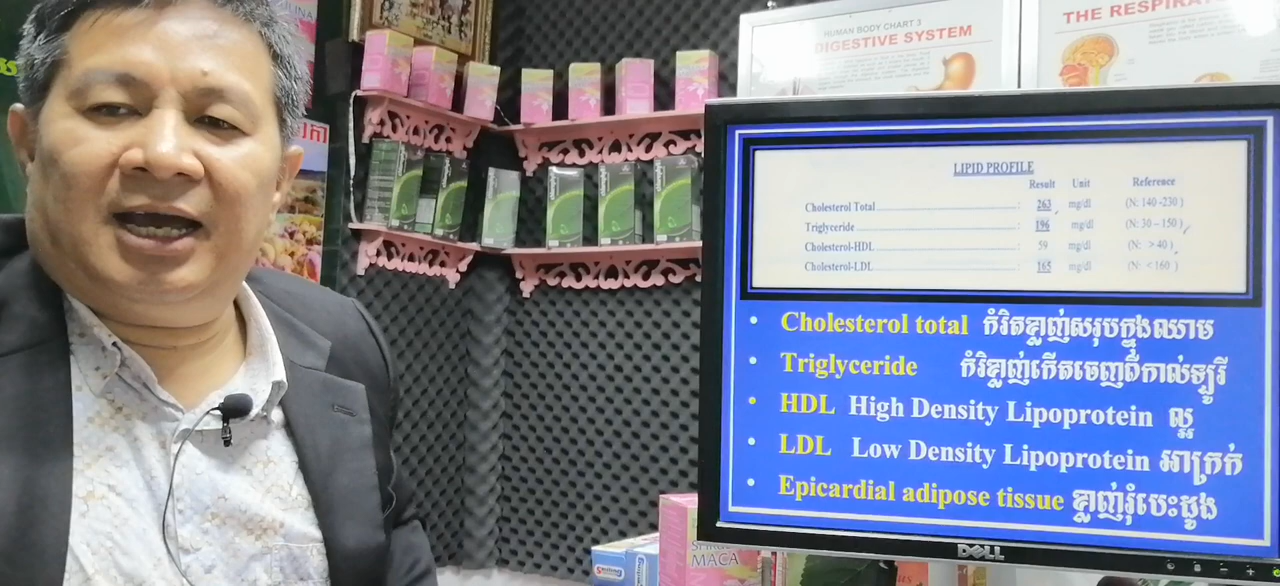 HUMAN BODY CHART 3
DIGESTIVE SYSTEM
THE RESPIRATO
LIPID PROFILE
Result Unit Reference
Cholesterol Total : 263 mg/dl (N: 140 -230 )
Triglyceride : 196 mg/dl (N: 30 – 150 )
Cholesterol-HDL : 59 mg/dl (N: > 40 )
Cholesterol-LDL : 165 mg/dl (N: < 160 )
• Cholesterol total កំរិតខ្លាញ់សរុបក្នុងឈាម
• Triglyceride កំរិខ្លាញ់កើតចេញពីកាល់ឡូរី
• HDL High Density Lipoprotein ល្អ
• LDL Low Density Lipoprotein អាក្រក់
• Epicardial adipose tissue ខ្លាញ់រុំបេះដូង
DELL
MACA